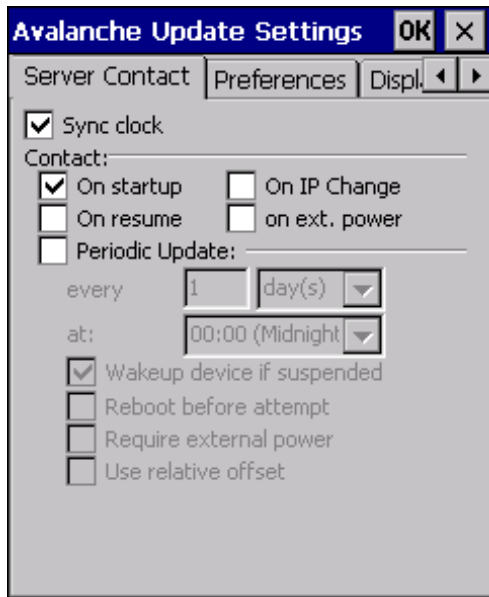 Avalanche Update Settings OK ×
Server Contact Preferences Displ
Sync clock
Contact:
On startup On IP Change
On resume on ext. power
Periodic Update:
every 1 day(s)
at: 00:00 (Midnight
Wakeup device if suspended
Reboot before attempt
Require external power
Use relative offset